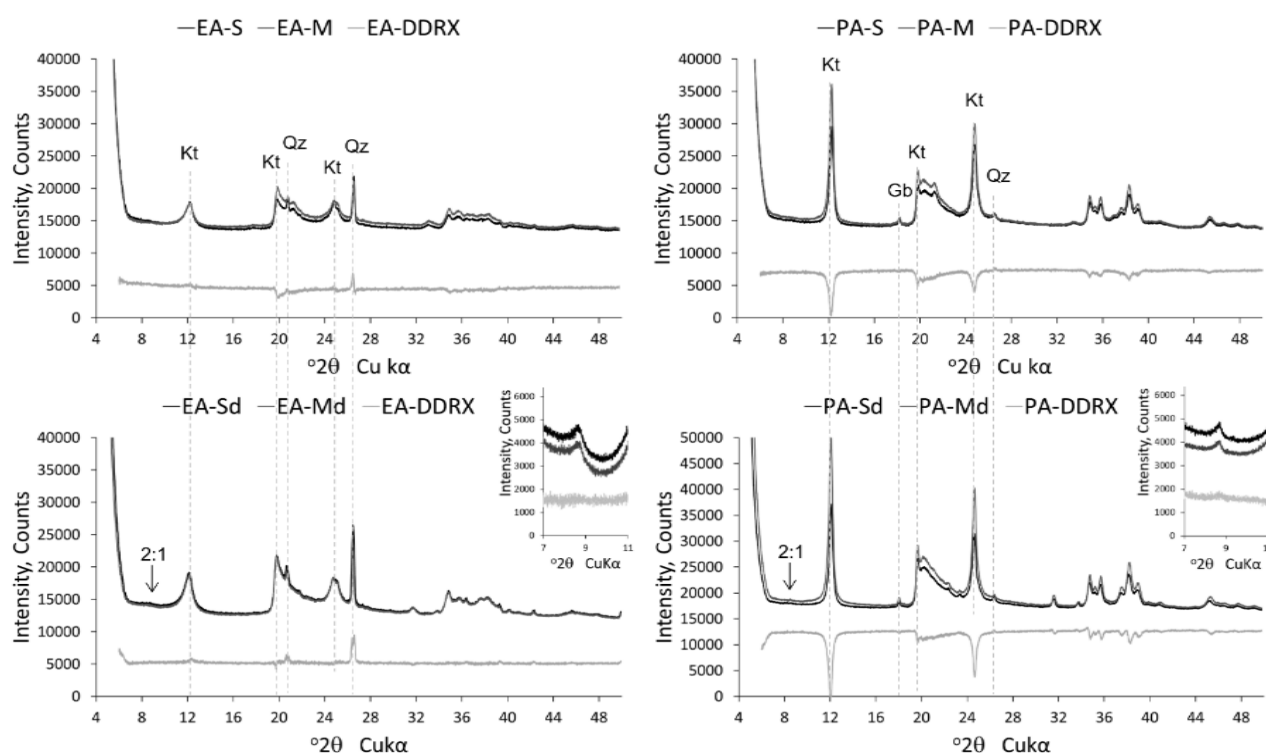 EA-S EA-M EA-DDRX
Intensity, Counts
40000
35000
30000
25000
20000
15000
10000
5000
0
Kt
Kt
Qz
Kt
Qz
4 8 12 16 20 24 28 32 36 40 44 48
°2θ Cu kα
PA-S PA-M PA-DDRX
Intensity, Counts
40000
35000
30000
25000
20000
15000
10000
5000
0
Kt
Gb
Kt
Kt
Qz
4 8 12 16 20 24 28 32 36 40 44 48
°2θ Cu kα
EA-Sd EA-Md EA-DDRX
Intensity, Counts
40000
35000
30000
25000
20000
15000
10000
5000
0
2:1
4 8 12 16 20 24 28 32 36 40 44 48
°2θ Cukα
Intensity, Counts
6000
5000
4000
3000
2000
1000
0
7 9 11
°2θ CuKα
PA-Sd PA-Md PA-DDRX
Intensity, Counts
50000
45000
40000
35000
30000
25000
20000
15000
10000
5000
0
2:1
4 8 12 16 20 24 28 32 36 40 44 48
°2θ Cukα
Intensity, Counts
6000
5000
4000
3000
2000
1000
0
7 9
°2θ CuKα